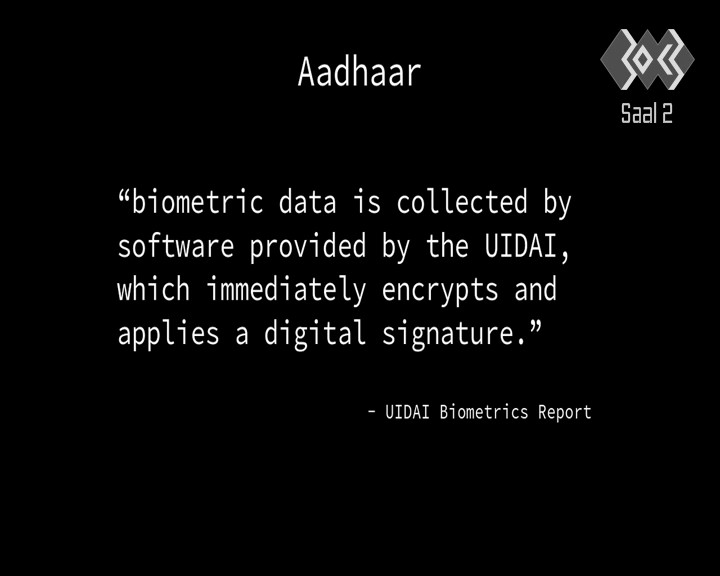 Aadhaar
Saal 2
“biometric data is collected by
software provided by the UIDAI,
which immediately encrypts and
applies a digital signature.”
- UIDAI Biometrics Report